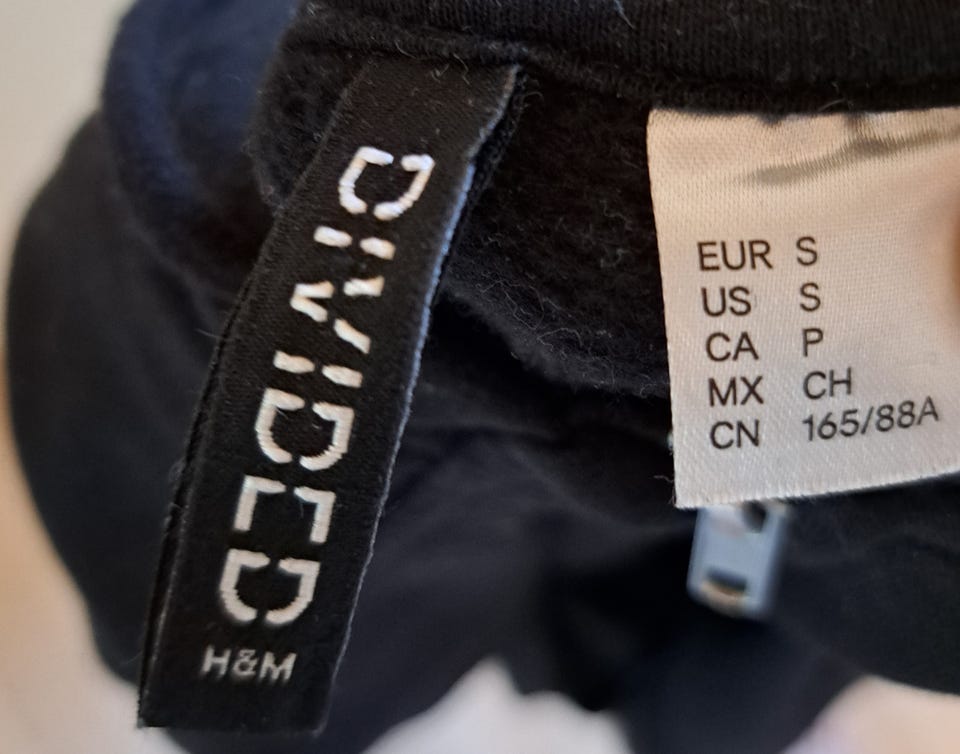 DIVIDED
H&M
EUR S
US S
CA P
MX CH
CN 165/88A